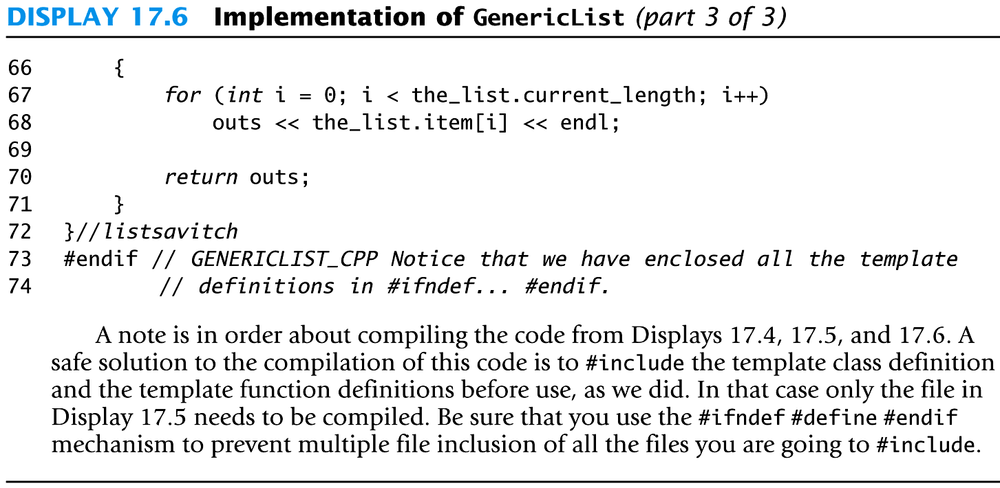 DISPLAY 17.6 Implementation of GenericList (part 3 of 3)
66 {
67 for (int i = 0; i < the_list.current_length; i++)
68 outs << the_list.item[i] << endl;
69
70 return outs;
71 }
72 }//listsavitch
73 #endif // GENERICLIST_CPP Notice that we have enclosed all the template
74 // definitions in #ifndef... #endif.
A note is in order about compiling the code from Displays 17.4, 17.5, and 17.6. A
safe solution to the compilation of this code is to #include the template class definition
and the template function definitions before use, as we did. In that case only the file in
Display 17.5 needs to be compiled. Be sure that you use the #ifndef #define #endif
mechanism to prevent multiple file inclusion of all the files you are going to #include.